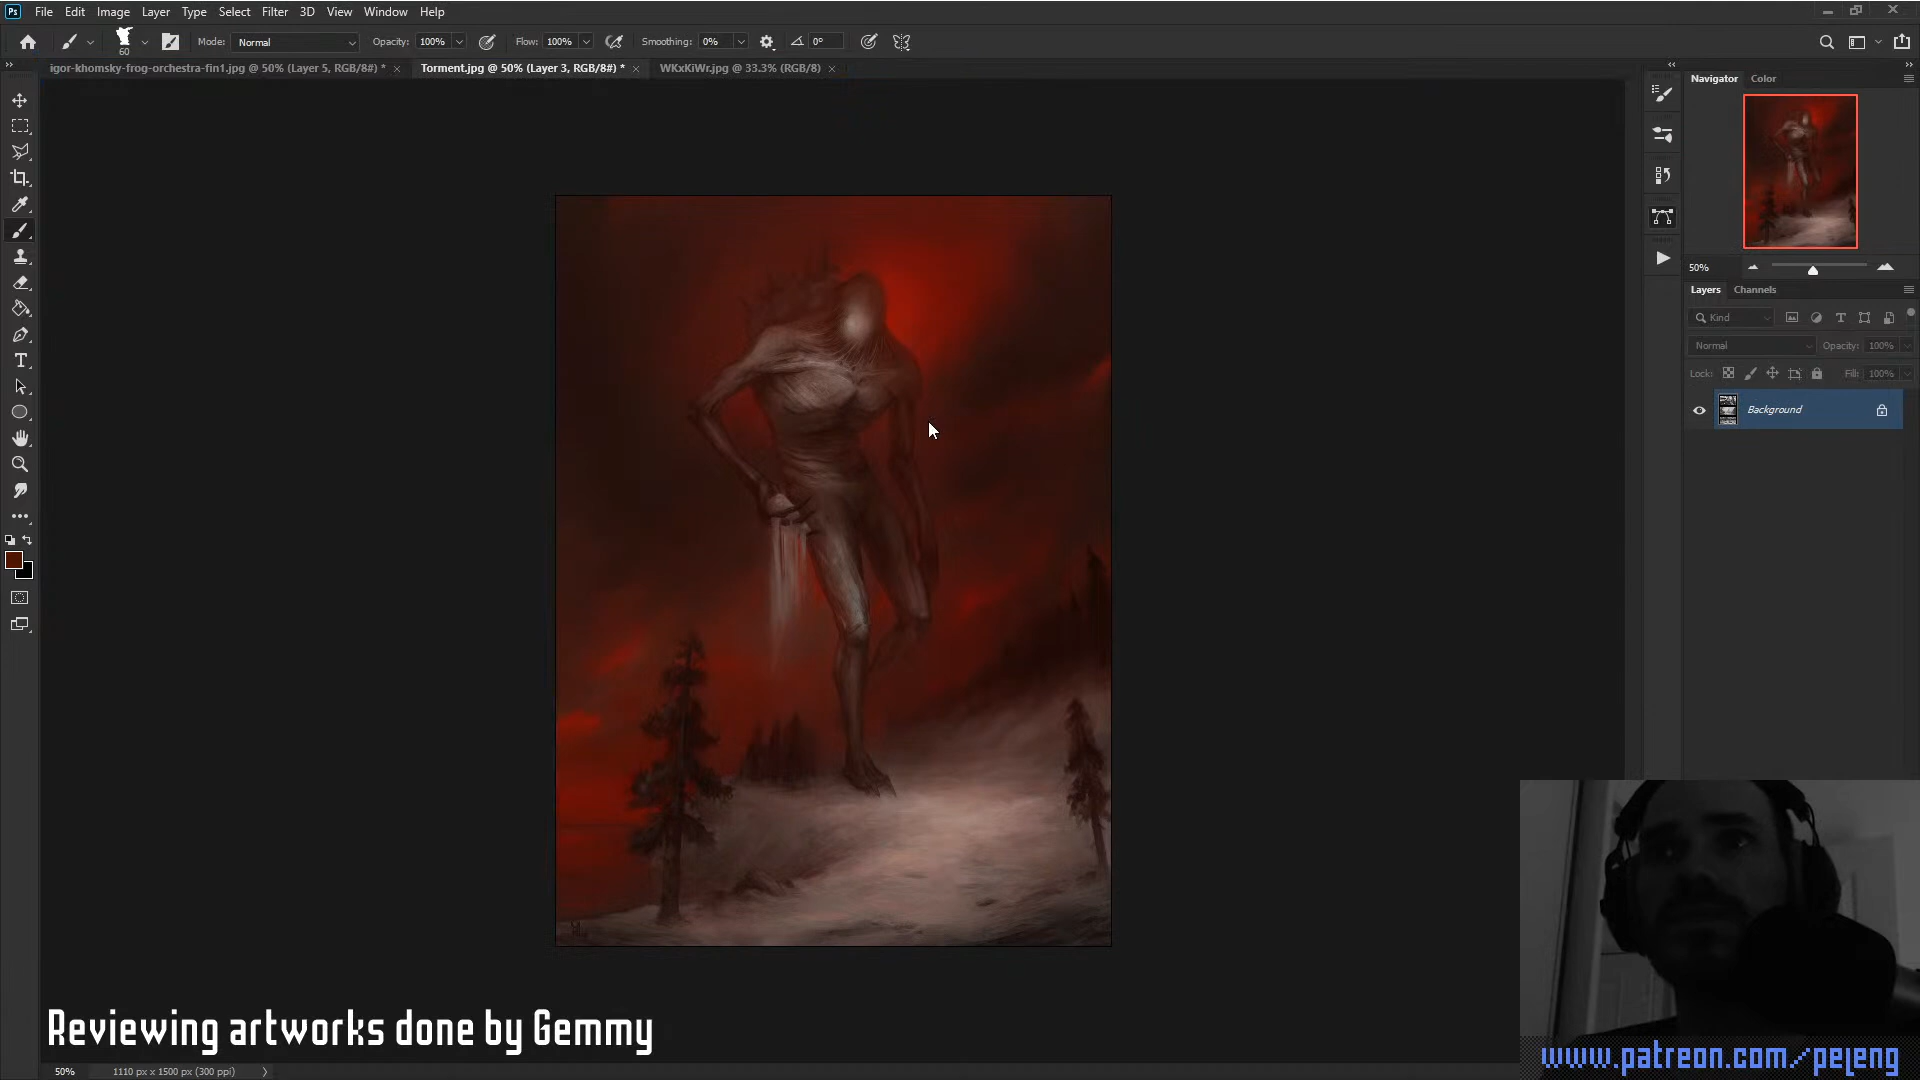 Ps File Edit Image Layer Type Select Filter 3D View Window Help
60 Mode: Normal Opacity: 100% Flow: 100% Smoothing: 0% 0°
igor-khomsky-frog-orchestra-fin1.jpg @ 50% (Layer 5, RGB/8#) * Torment.jpg @ 50% (Layer 3, RGB/8#) * WKxKiWr.jpg @ 33.3% (RGB/8)
Navigator Color
50%
Layers Channels
Kind
Normal Opacity: 100%
Lock: Fill: 100%
Background
Reviewing artworks done by Gemmy
www.patreon.com/peleng
50% 1110 px x 1500 px (300 ppi)